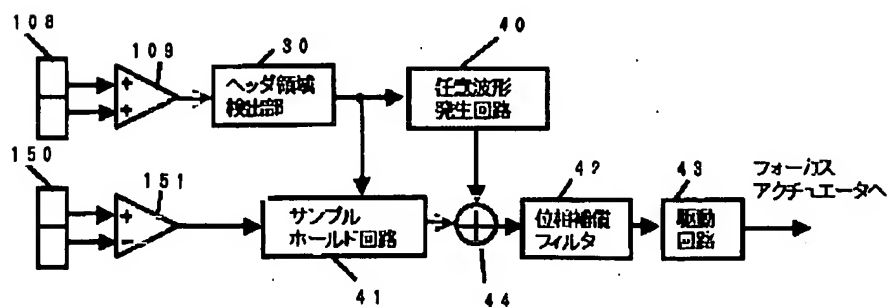 108
109
30
40
ヘッダ領域
検出部
任意波形
発生回路
150
151
サンプル
ホールド回路
41
44
42
位相補償
フィルタ
43
駆動
回路
フォーカス
アクチュエータへ